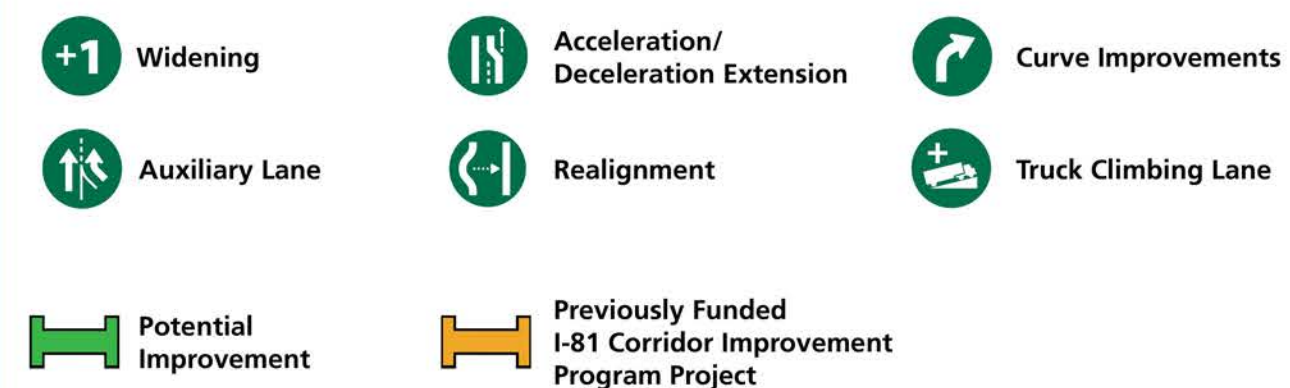 +1 Widening
Acceleration/
Deceleration Extension
Curve Improvements
Auxiliary Lane
Realignment
+ Truck Climbing Lane
Potential
Improvement
Previously Funded
I-81 Corridor Improvement
Program Project